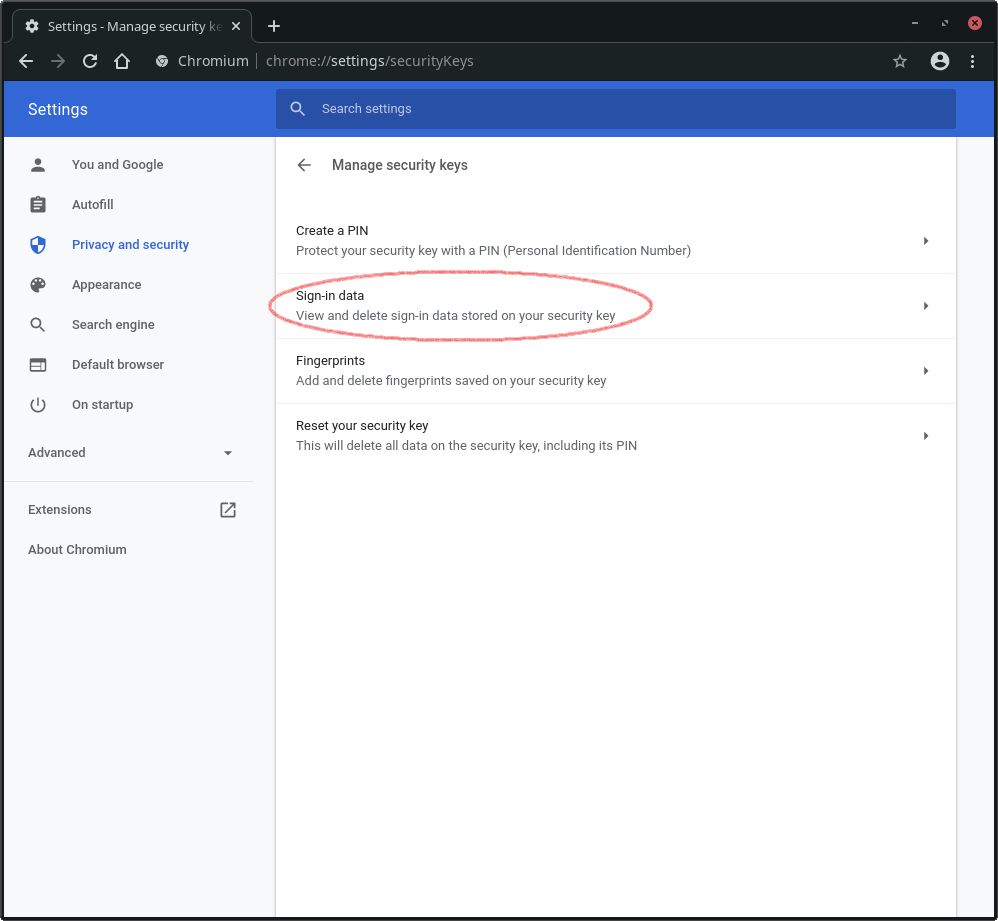 Settings - Manage security ke
Chromium | chrome://settings/securityKeys
Settings
Search settings
You and Google
Autofill
Privacy and security
Appearance
Search engine
Default browser
On startup
Advanced
Extensions
About Chromium
Manage security keys
Create a PIN
Protect your security key with a PIN (Personal Identification Number)
Sign-in data
View and delete sign-in data stored on your security key
Fingerprints
Add and delete fingerprints saved on your security key
Reset your security key
This will delete all data on the security key, including its PIN